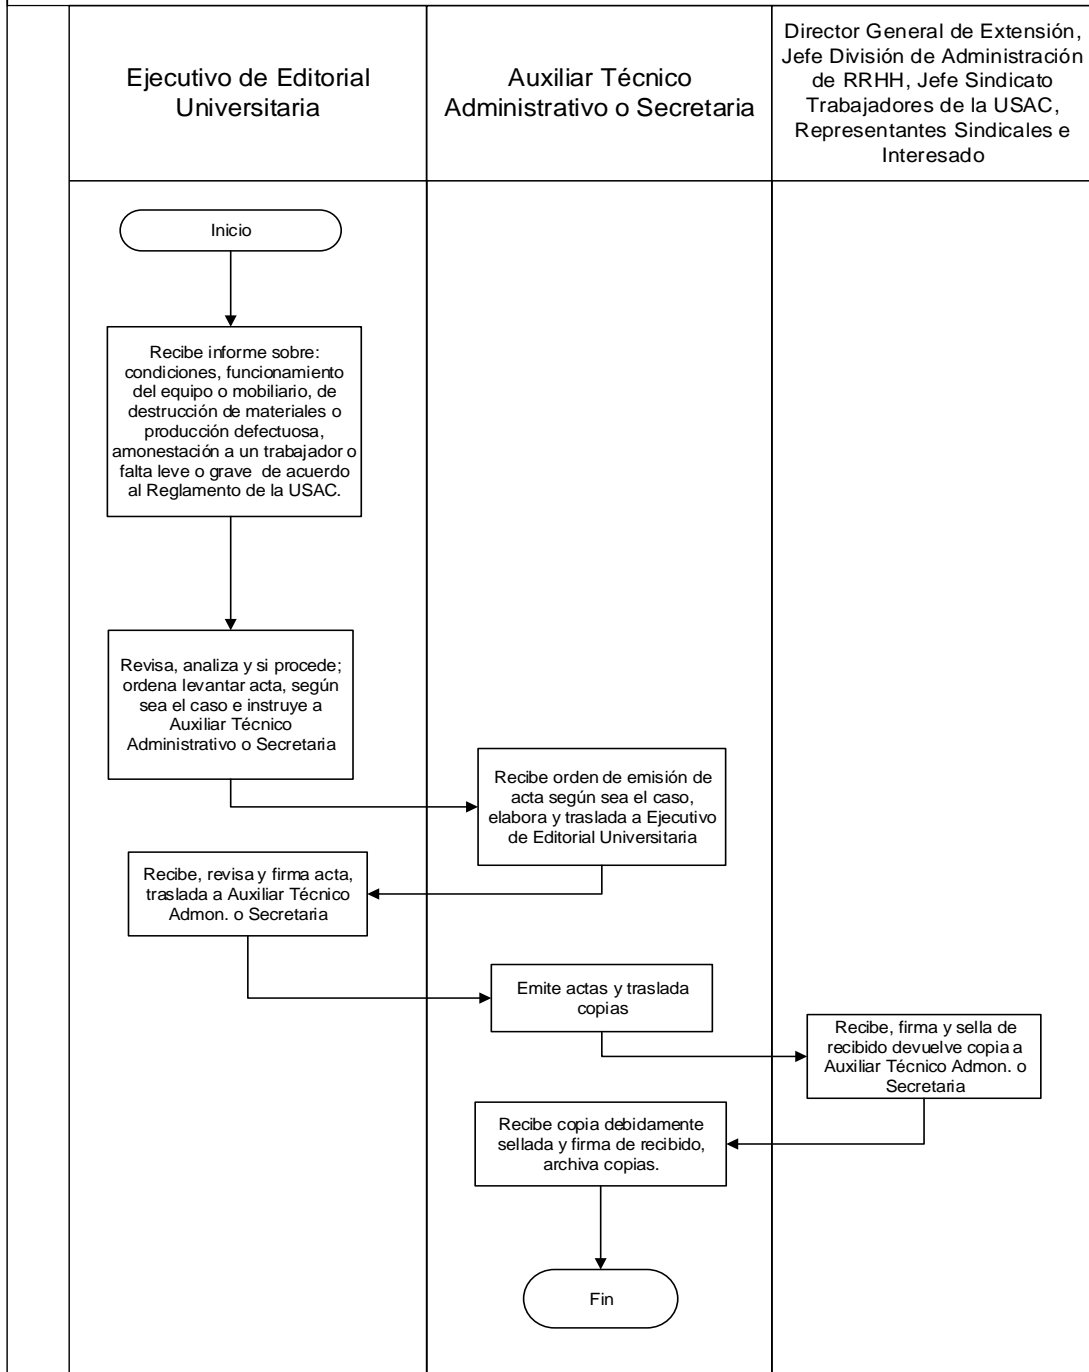 Ejecutivo de Editorial
Universitaria
Auxiliar Técnico
Administrativo o Secretaria
Director General de Extensión,
Jefe División de Administración
de RRHH, Jefe Sindicato
Trabajadores de la USAC,
Representantes Sindicales e
Interesado
Inicio
Recibe informe sobre:
condiciones, funcionamiento
del equipo o mobiliario, de
destrucción de materiales o
producción defectuosa,
amonestación a un trabajador o
falta leve o grave de acuerdo
al Reglamento de la USAC.
Revisa, analiza y si procede;
ordena levantar acta, según
sea el caso e instruye a
Auxiliar Técnico
Administrativo o Secretaria
Recibe orden de emisión de
acta según sea el caso,
elabora y traslada a Ejecutivo
de Editorial Universitaria
Recibe, revisa y firma acta,
traslada a Auxiliar Técnico
Admon. o Secretaria
Emite actas y traslada
copias
Recibe, firma y sella de
recibido devuelve copia a
Auxiliar Técnico Admon. o
Secretaria
Recibe copia debidamente
sellada y firma de recibido,
archiva copias.
Fin